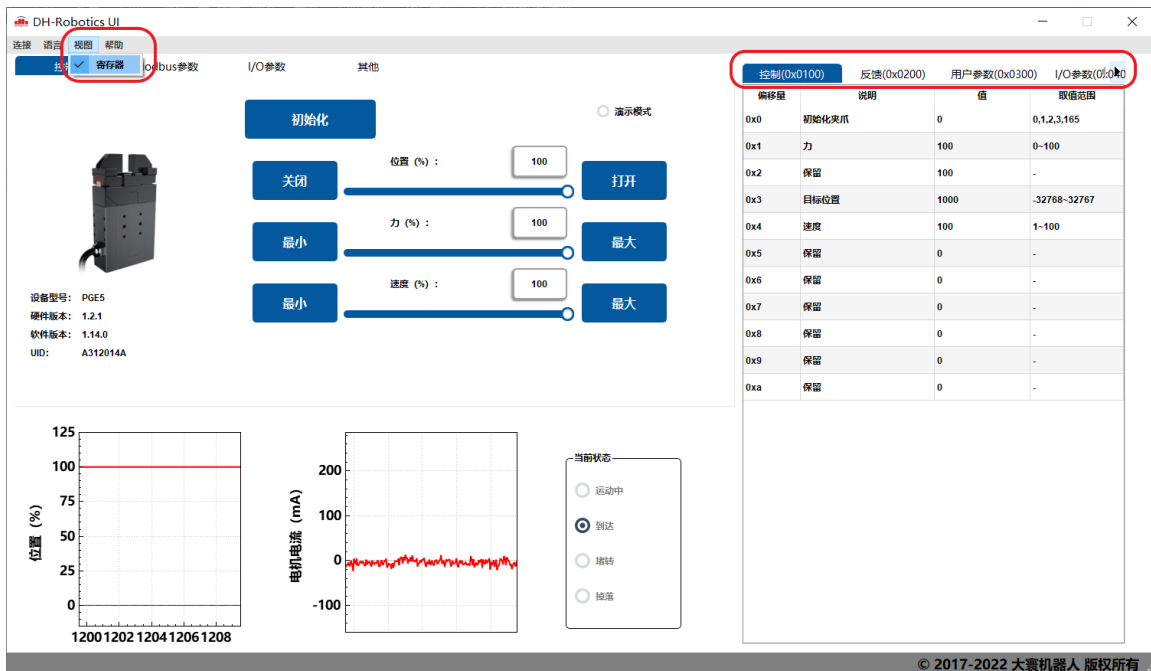 DH-Robotics UI
连接 语言 视图 帮助
寄存器
控 odbus参数 I/O参数 其他
初始化
演示模式
关闭 位置 (%) : 100 打开
最小 力 (%) : 100 最大
最小 速度 (%) : 100 最大
设备型号: PGE5
硬件版本: 1.2.1
软件版本: 1.14.0
UID: A312014A
控制(0x0100) 反馈(0x0200) 用户参数(0x0300) I/O参数(0x040
偏移量 说明 值 取值范围
0x0 初始化夹爪 0 0,1,2,3,165
0x1 力 100 0~100
0x2 保留 100 -
0x3 目标位置 1000 -32768~32767
0x4 速度 100 1~100
0x5 保留 0 -
0x6 保留 0 -
0x7 保留 0 -
0x8 保留 0 -
0x9 保留 0 -
0xa 保留 0 -
位置 (%)
125
100
75
50
25
0
1200 1202 1204 1206 1208
电机电流 (mA)
200
100
0
-100
当前状态
运动中
到达
堵转
掉落
© 2017-2022 大寰机器人 版权所有